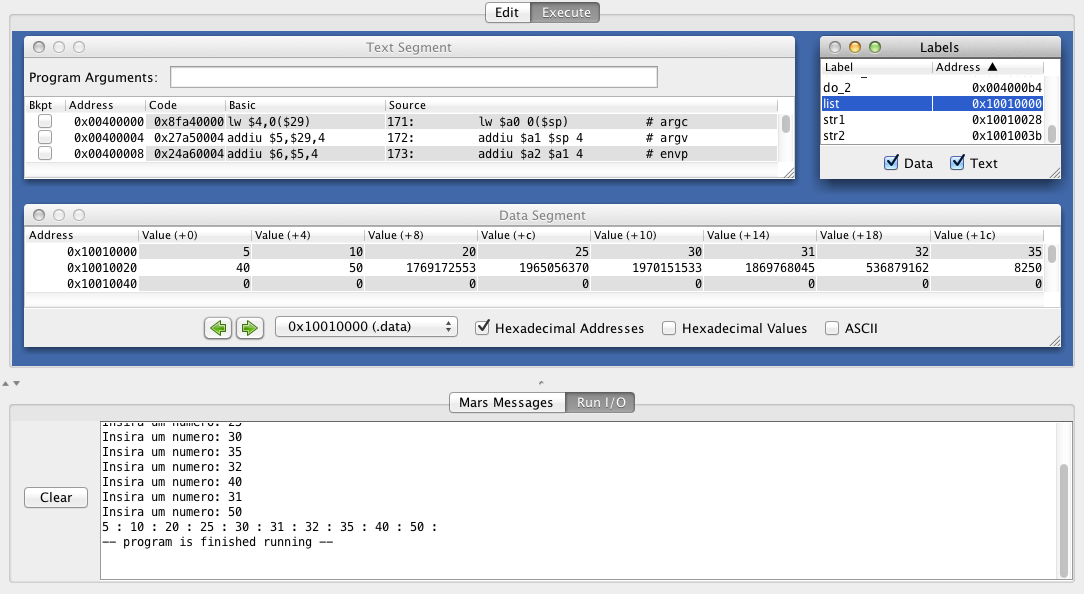 Edit Execute
Text Segment
Program Arguments:
Bkpt Address Code Basic Source
0x00400000 0x8fa40000 lw $4,0($29) 171: lw $a0 0($sp) # argc
0x00400004 0x27a50004 addiu $5,$29,4 172: addiu $a1 $sp 4 # argv
0x00400008 0x24a60004 addiu $6,$5,4 173: addiu $a2 $a1 4 # envp
Labels
Label Address ▲
do_2 0x004000b4
list 0x10010000
str1 0x10010028
str2 0x1001003b
Data Text
Data Segment
Address Value (+0) Value (+4) Value (+8) Value (+c) Value (+10) Value (+14) Value (+18) Value (+1c)
0x10010000 5 10 20 25 30 31 32 35
0x10010020 40 50 1769172553 1965056370 1970151533 1869768045 536879162 8250
0x10010040 0 0 0 0 0 0 0 0
0x10010000 (.data) Hexadecimal Addresses Hexadecimal Values ASCII
Mars Messages Run I/O
Clear
Insira um numero: 25
Insira um numero: 30
Insira um numero: 35
Insira um numero: 32
Insira um numero: 40
Insira um numero: 31
Insira um numero: 50
5 : 10 : 20 : 25 : 30 : 31 : 32 : 35 : 40 : 50 :
-- program is finished running --